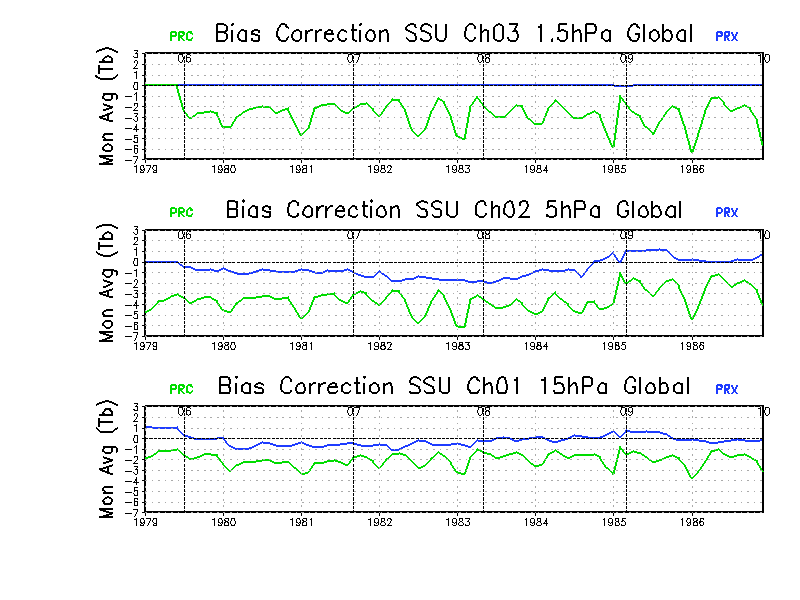 PRC Bias Correction SSU Ch03 1.5hPa Global PRX
Mon Avg (Tb)
3
2
1
0
-1
-2
-3
-4
-5
-6
-7
06 07 08 09 10
1979 1980 1981 1982 1983 1984 1985 1986
PRC Bias Correction SSU Ch02 5hPa Global PRX
Mon Avg (Tb)
3
2
1
0
-1
-2
-3
-4
-5
-6
-7
06 07 08 09 10
1979 1980 1981 1982 1983 1984 1985 1986
PRC Bias Correction SSU Ch01 15hPa Global PRX
Mon Avg (Tb)
3
2
1
0
-1
-2
-3
-4
-5
-6
-7
06 07 08 09 10
1979 1980 1981 1982 1983 1984 1985 1986